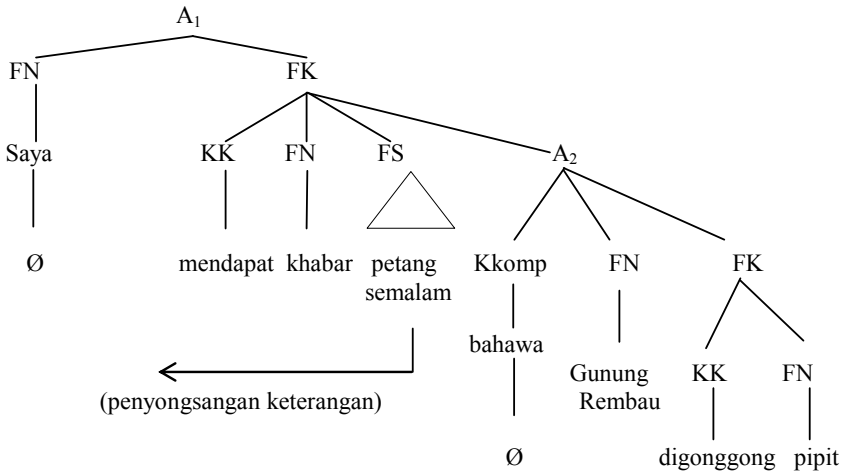 A₁
FN FK
Saya KK FN FS A₂
Ø mendapat khabar petang semalam Kkomp FN FK
bahawa
(penyongsangan keterangan)
Gunung Rembau KK FN
Ø digonggong pipit